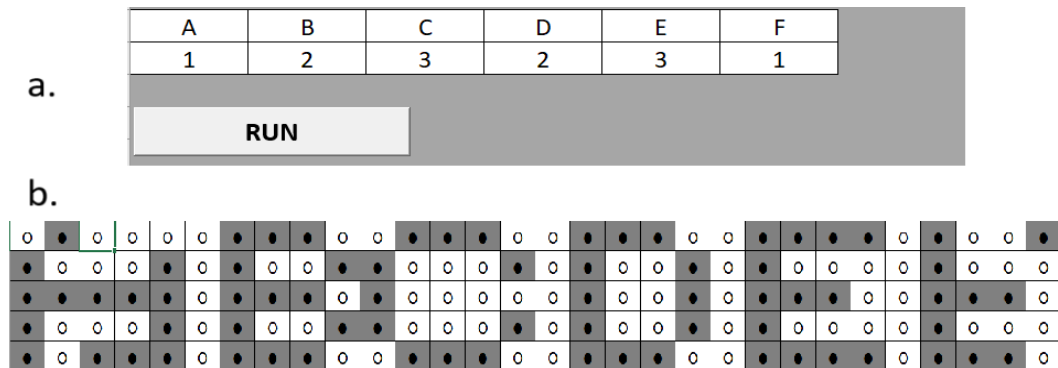 A B C D E F
1 2 3 2 3 1
a.
RUN
b.
o ● o o o o ● ● ● o o ● ● ● o o ● ● ● o o ● ● ● ● o ● o o ●
● o o o ● o ● o o ● ● o o o ● o ● o o ● o ● o o o o ● o o o
● ● ● ● ● o ● ● ● o ● o o o o o ● o o ● o ● ● ● o o ● ● ● o
● o o o ● o ● o o ● ● o o o ● o ● o o ● o ● o o o o ● o o o
● o ● ● ● o ● ● ● o o ● ● ● o o ● ● ● o o ● ● ● ● o ● ● ● o